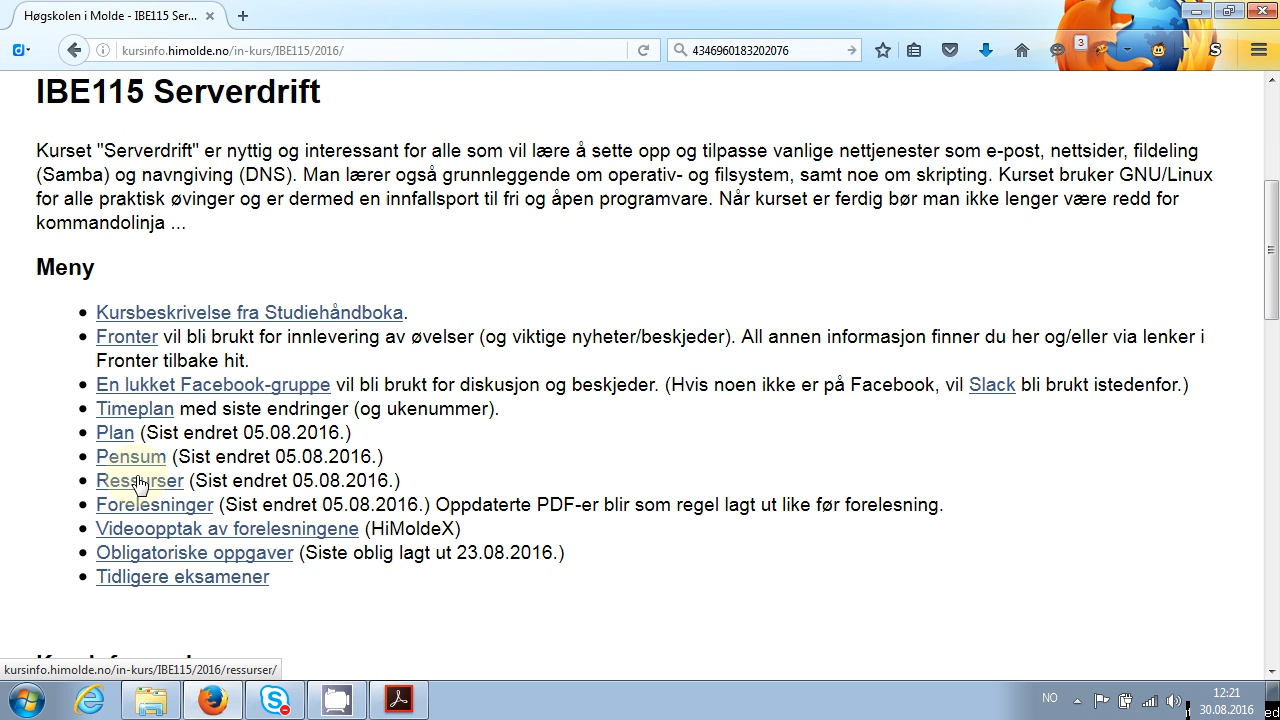 Høgskolen i Molde - IBE115 Ser...
kursinfo.himolde.no/in-kurs/IBE115/2016/
4346960183202076
3
S
IBE115 Serverdrift
Kurset "Serverdrift" er nyttig og interessant for alle som vil lære å sette opp og tilpasse vanlige nettjenester som e-post, nettsider, fildeling
(Samba) og navngiving (DNS). Man lærer også grunnleggende om operativ- og filsystem, samt noe om skripting. Kurset bruker GNU/Linux
for alle praktisk øvinger og er dermed en innfallsport til fri og åpen programvare. Når kurset er ferdig bør man ikke lenger være redd for
kommandolinja ...
Meny
Kursbeskrivelse fra Studiehåndboka.
Fronter vil bli brukt for innlevering av øvelser (og viktige nyheter/beskjeder). All annen informasjon finner du her og/eller via lenker i
Fronter tilbake hit.
En lukket Facebook-gruppe vil bli brukt for diskusjon og beskjeder. (Hvis noen ikke er på Facebook, vil Slack bli brukt istedenfor.)
Timeplan med siste endringer (og ukenummer).
Plan (Sist endret 05.08.2016.)
Pensum (Sist endret 05.08.2016.)
Ressurser (Sist endret 05.08.2016.)
Forelesninger (Sist endret 05.08.2016.) Oppdaterte PDF-er blir som regel lagt ut like før forelesning.
Videoopptak av forelesningene (HiMoldeX)
Obligatoriske oppgaver (Siste oblig lagt ut 23.08.2016.)
Tidligere eksamener
kursinfo.himolde.no/in-kurs/IBE115/2016/ressurser/
NO
12:21
30.08.2016